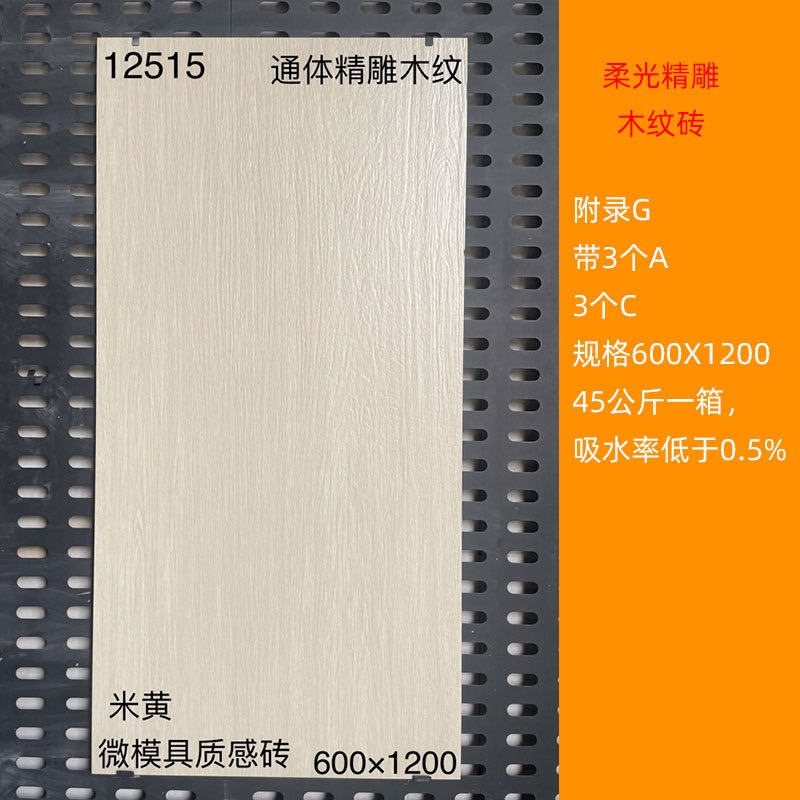 12515 通体精雕木纹
米黄
微模具质感砖 600×1200
柔光精雕
木纹砖
附录G
带3个A
3个C
规格600X1200
45公斤一箱，
吸水率低于0.5%